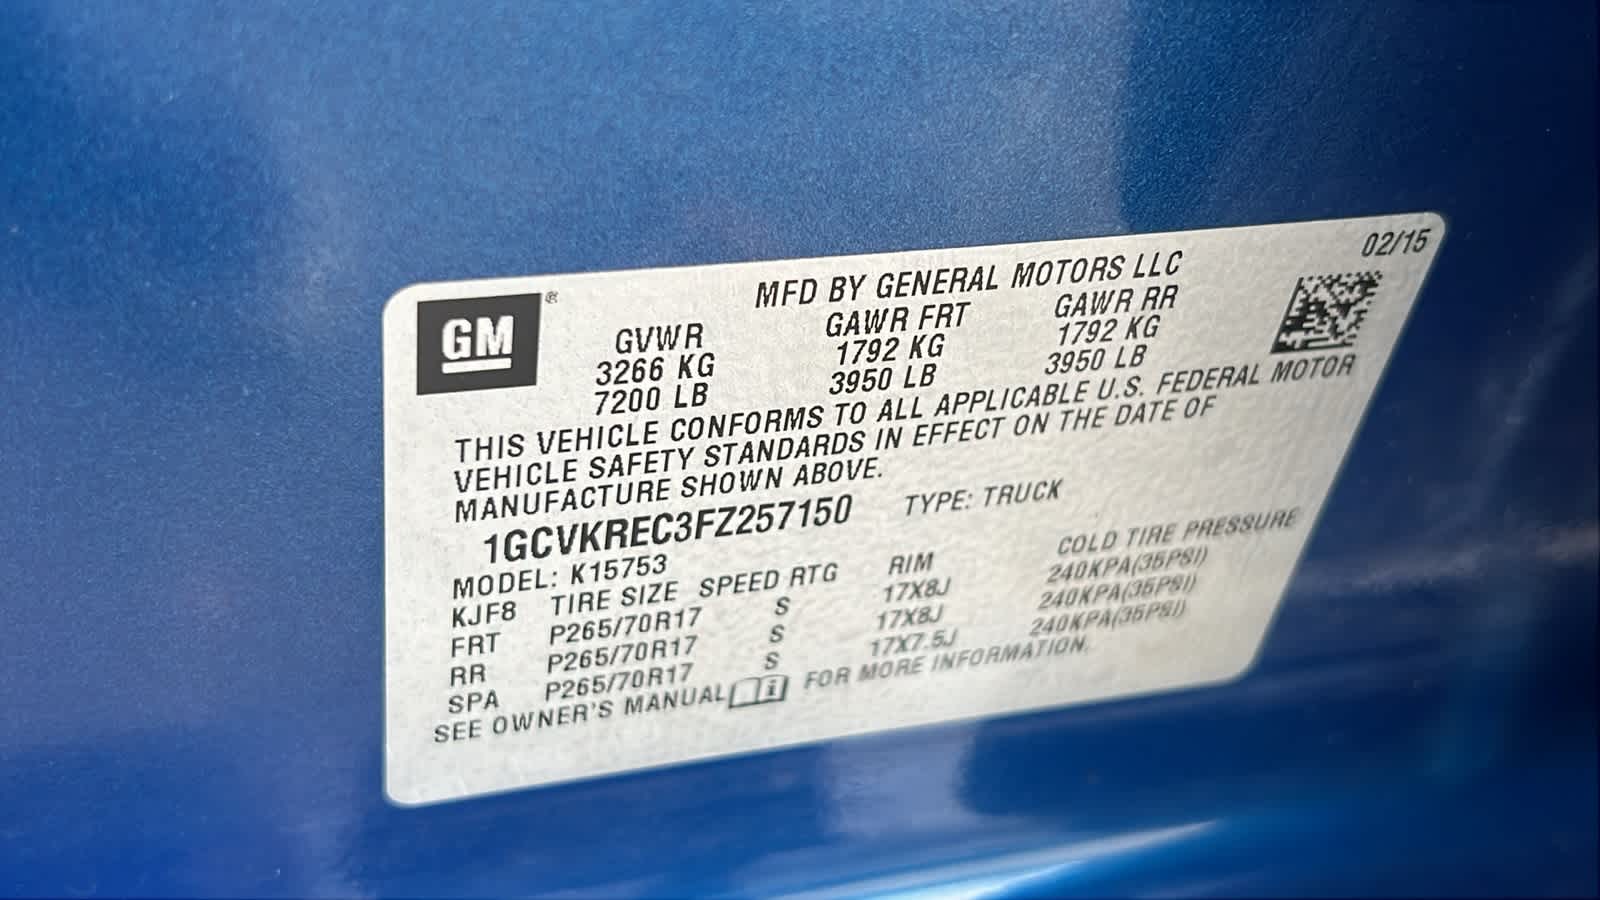 02/15
GM ®
MFD BY GENERAL MOTORS LLC
GVWR GAWR FRT GAWR RR
3266 KG 1792 KG 1792 KG
7200 LB 3950 LB 3950 LB
THIS VEHICLE CONFORMS TO ALL APPLICABLE U.S. FEDERAL MOTOR
VEHICLE SAFETY STANDARDS IN EFFECT ON THE DATE OF
MANUFACTURE SHOWN ABOVE.
1GCVKREC3FZ257150 TYPE: TRUCK
MODEL: K15753
KJF8 TIRE SIZE SPEED RTG RIM COLD TIRE PRESSURE
FRT P265/70R17 S 17X8J 240KPA(35PSI)
RR P265/70R17 S 17X8J 240KPA(35PSI)
SPA P265/70R17 S 17X7.5J 240KPA(35PSI)
SEE OWNER'S MANUAL FOR MORE INFORMATION.